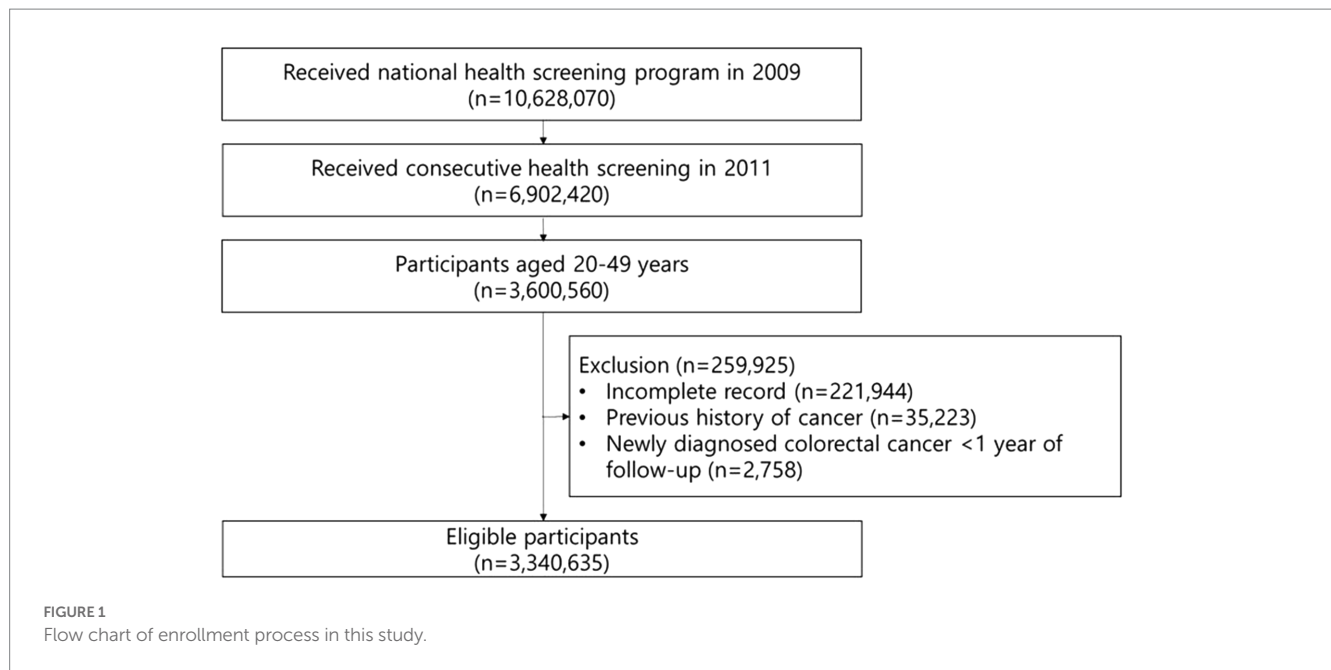 Received national health screening program in 2009
(n=10,628,070)
Received consecutive health screening in 2011
(n=6,902,420)
Participants aged 20-49 years
(n=3,600,560)
Exclusion (n=259,925)
• Incomplete record (n=221,944)
• Previous history of cancer (n=35,223)
• Newly diagnosed colorectal cancer <1 year of
follow-up (n=2,758)
Eligible participants
(n=3,340,635)
FIGURE 1
Flow chart of enrollment process in this study.